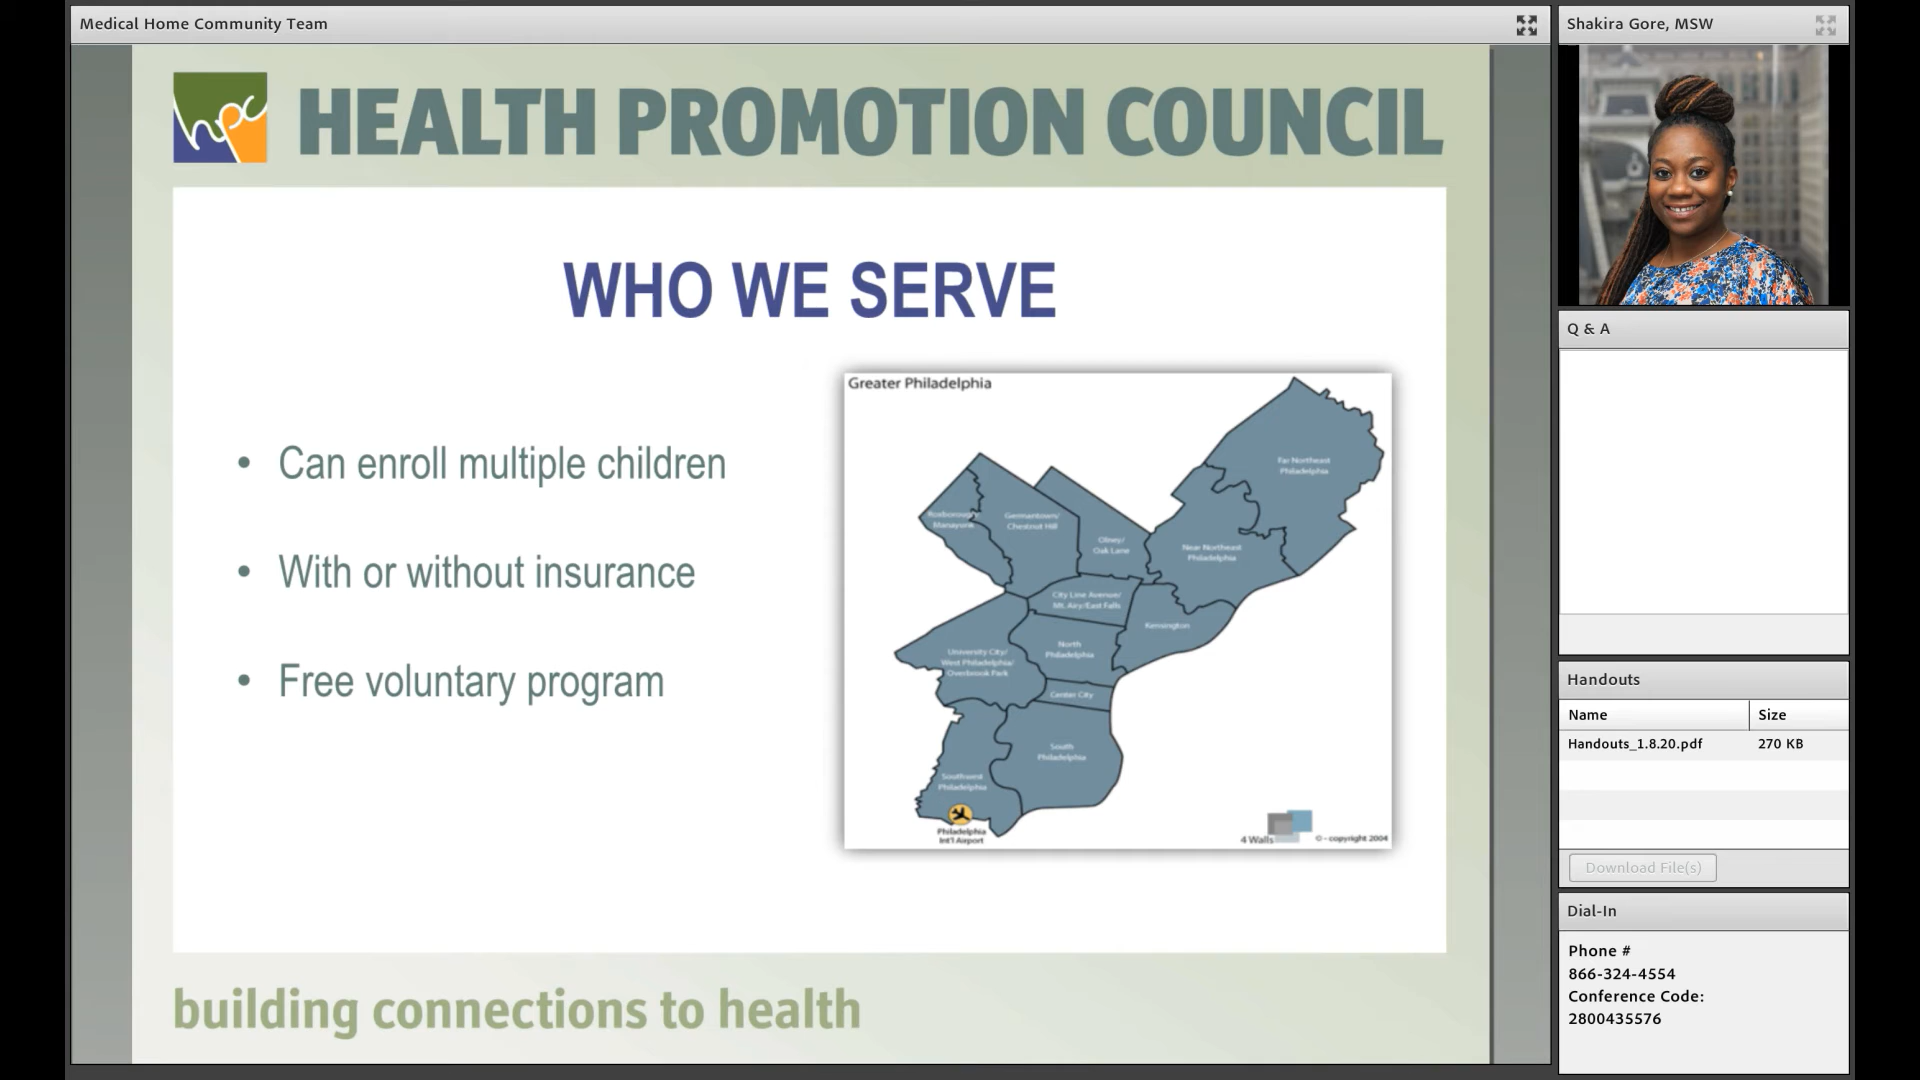 Medical Home Community Team
hpc
HEALTH PROMOTION COUNCIL
WHO WE SERVE
• Can enroll multiple children
• With or without insurance
• Free voluntary program
Greater Philadelphia
Far Northeast
Philadelphia
Roxborough/
Manayunk
Germantown/
Chestnut Hill
Olney/
Oak Lane
Near Northeast
Philadelphia
City Line Avenue/
Mt. Airy/East Falls
Kensington
North
Philadelphia
University City/
West Philadelphia/
Overbrook Park
Center City
South
Philadelphia
Southwest
Philadelphia
Philadelphia
Int'l Airport
4 Walls
© - copyright 2004
building connections to health
Shakira Gore, MSW
Q & A
Handouts
Name Size
Handouts_1.8.20.pdf 270 KB
Download File(s)
Dial-In
Phone #
866-324-4554
Conference Code:
2800435576